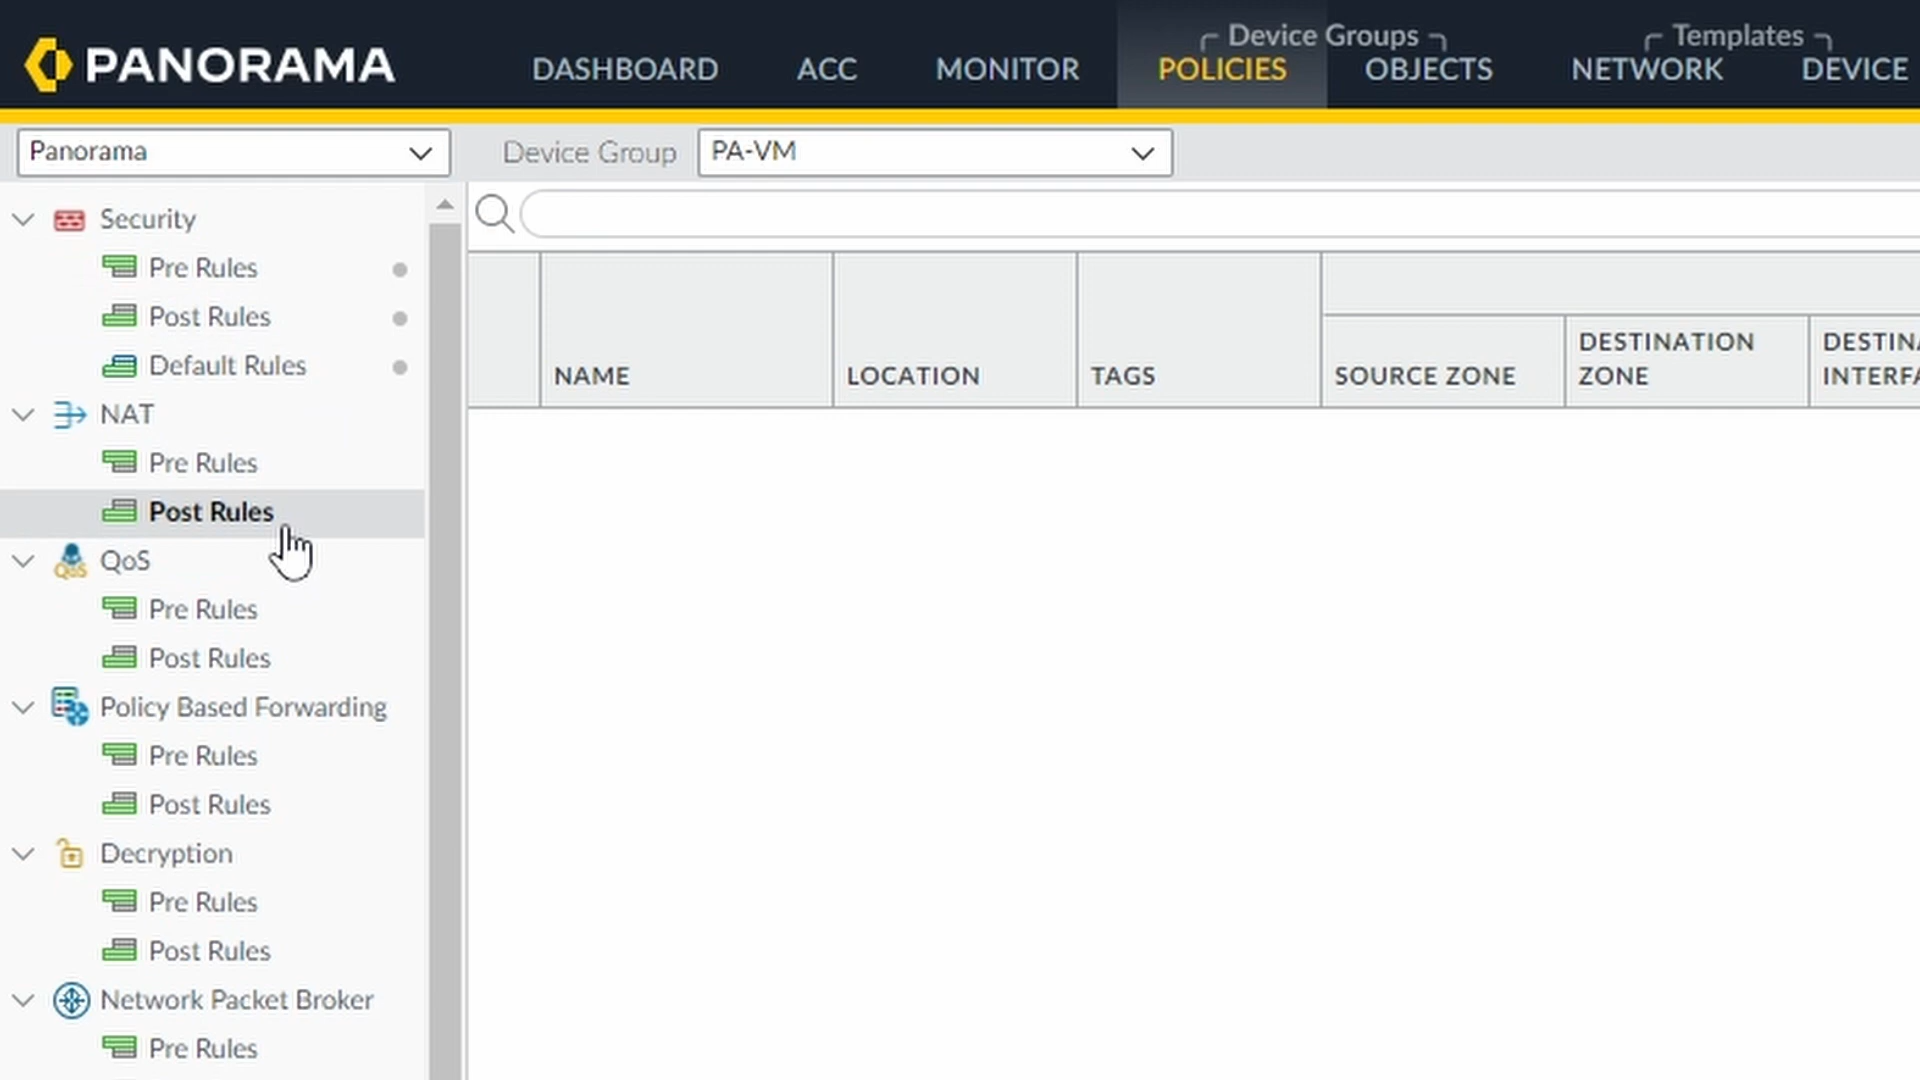 PANORAMA
Device Groups
Templates
DASHBOARD ACC MONITOR POLICIES OBJECTS NETWORK DEVICE
Panorama
Device Group PA-VM
Security
Pre Rules
Post Rules
Default Rules
NAT
Pre Rules
Post Rules
QoS
QoS
Pre Rules
Post Rules
Policy Based Forwarding
Pre Rules
Post Rules
Decryption
Pre Rules
Post Rules
Network Packet Broker
Pre Rules
NAME
LOCATION
TAGS
SOURCE ZONE
DESTINATION
ZONE
DESTINA
INTERFA